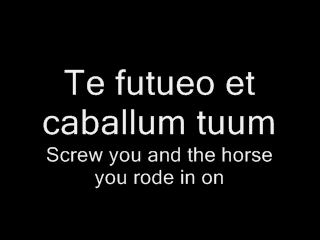 Te futueo et
caballum tuum
Screw you and the horse
you rode in on